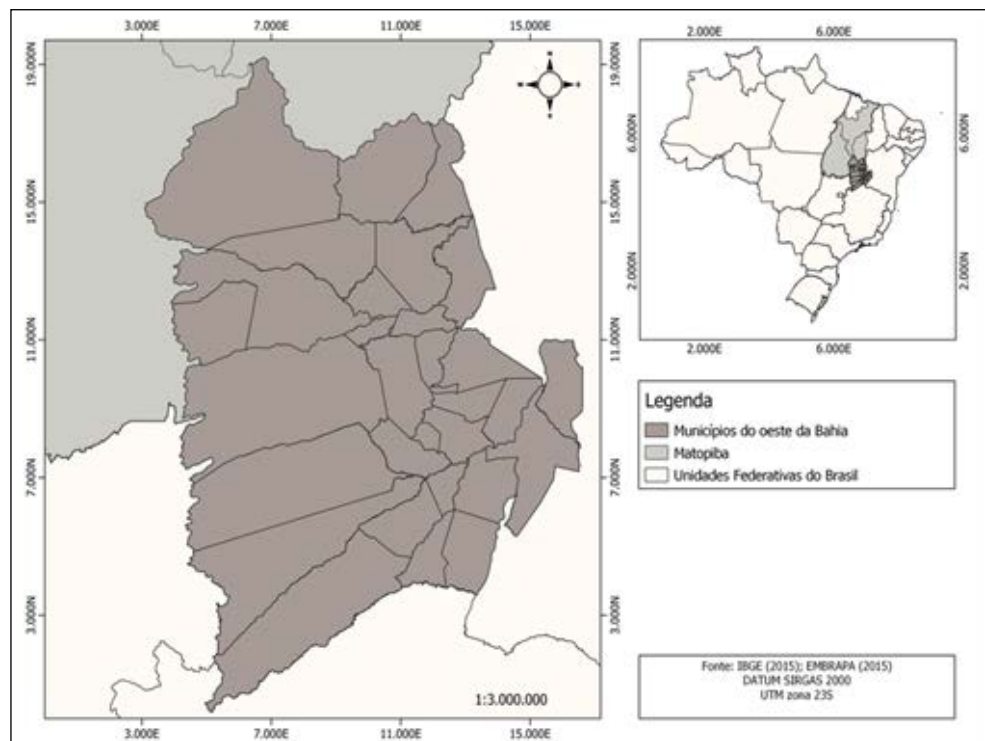 3.000E 7.000E 11.000E 15.000E
19.000N
15.000N
11.000N
7.000N
3.000N
1:3.000.000
19.000N
15.000N
11.000N
7.000N
3.000N
3.000E 7.000E 11.000E 15.000E
2.000E 6.000E
6.000N
2.000N
6.000N
2.000N
2.000E 6.000E
Legenda
Municípios do oeste da Bahia
Matopiba
Unidades Federativas do Brasil
Fonte: IBGE (2015); EMBRAPA (2015)
DATUM SIRGAS 2000
UTM zona 23S